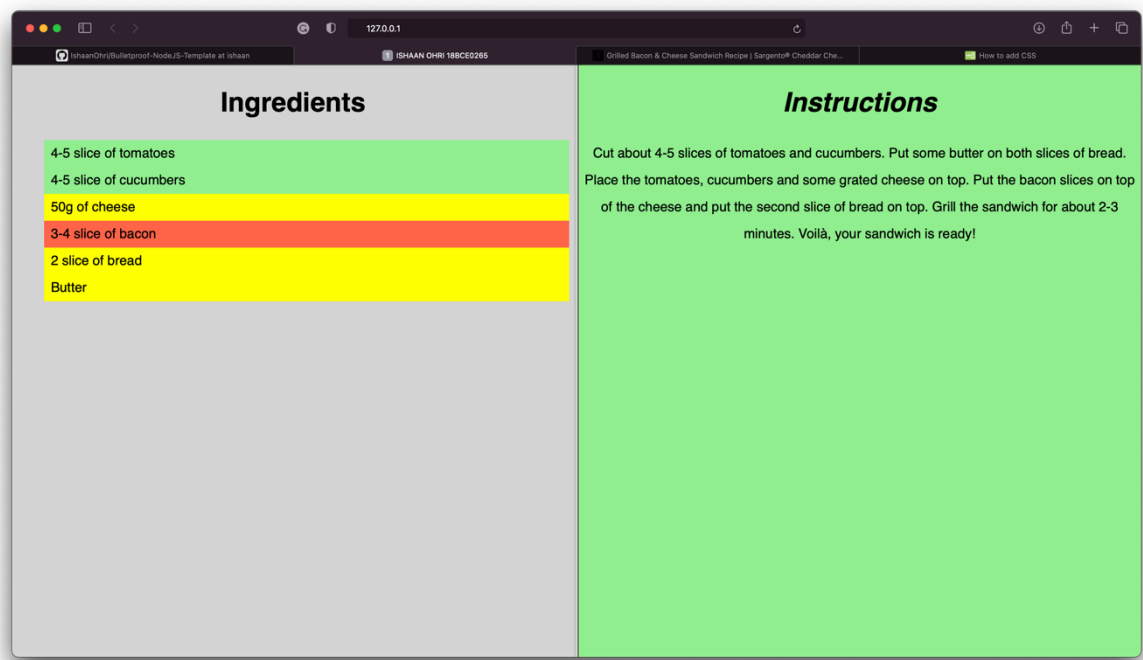 127.0.0.1
IshaanOhri/Bulletproof-NodeJS-Template at ishaan
1 ISHAAN OHRI 18BCE0265
Grilled Bacon & Cheese Sandwich Recipe | Sargento® Cheddar Che...
How to add CSS
Ingredients
4-5 slice of tomatoes
4-5 slice of cucumbers
50g of cheese
3-4 slice of bacon
2 slice of bread
Butter
Instructions
Cut about 4-5 slices of tomatoes and cucumbers. Put some butter on both slices of bread.
Place the tomatoes, cucumbers and some grated cheese on top. Put the bacon slices on top
of the cheese and put the second slice of bread on top. Grill the sandwich for about 2-3
minutes. Voilà, your sandwich is ready!